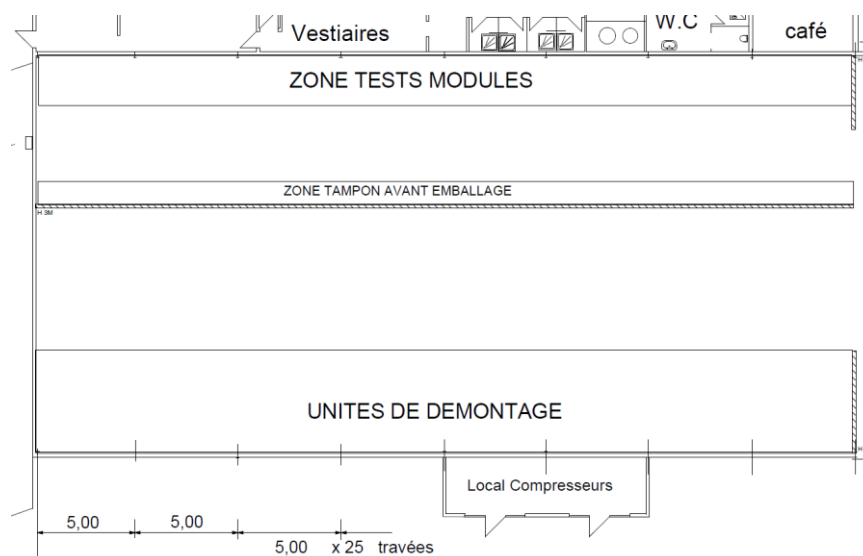 Vestiaires
W.C
café
ZONE TESTS MODULES
ZONE TAMPON AVANT EMBALLAGE
H 3M
UNITES DE DEMONTAGE
Local Compresseurs
5,00 5,00
5,00 x 25 travées